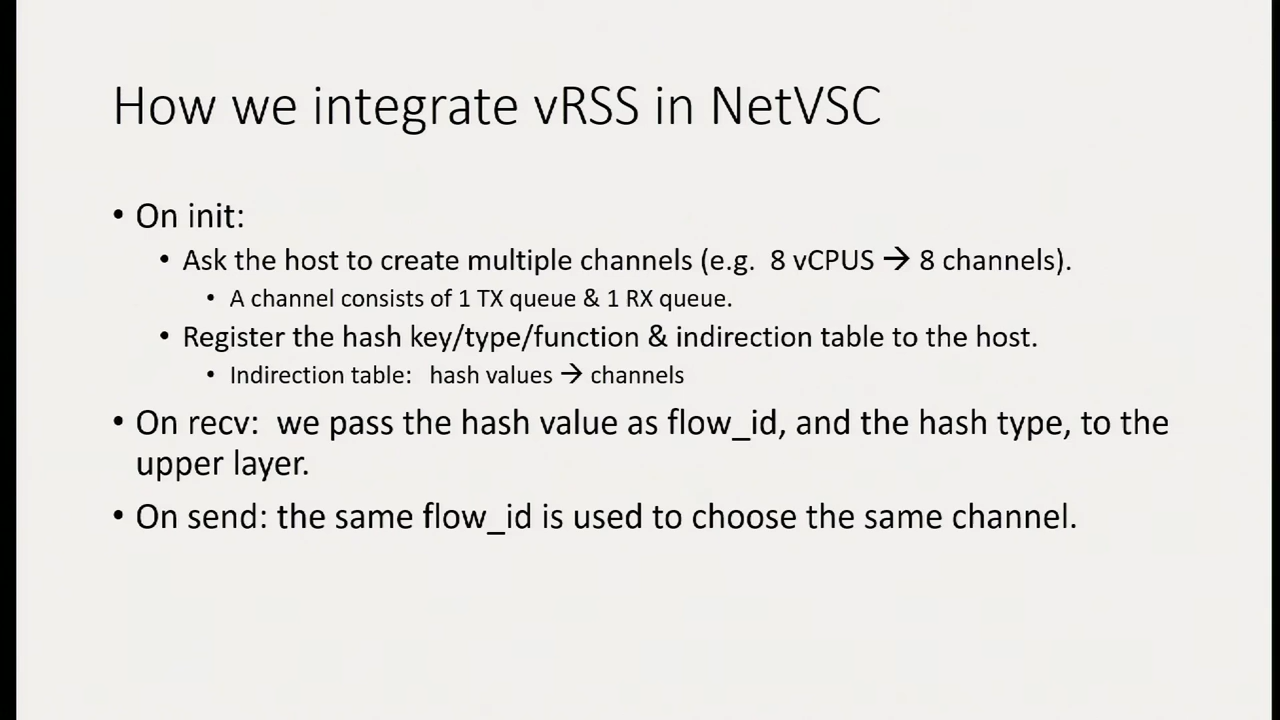 How we integrate vRSS in NetVSC
• On init:
• Ask the host to create multiple channels (e.g.  8 vCPUS → 8 channels).
• A channel consists of 1 TX queue & 1 RX queue.
• Register the hash key/type/function & indirection table to the host.
• Indirection table:   hash values → channels
• On recv:  we pass the hash value as flow_id, and the hash type, to the
upper layer.
• On send: the same flow_id is used to choose the same channel.